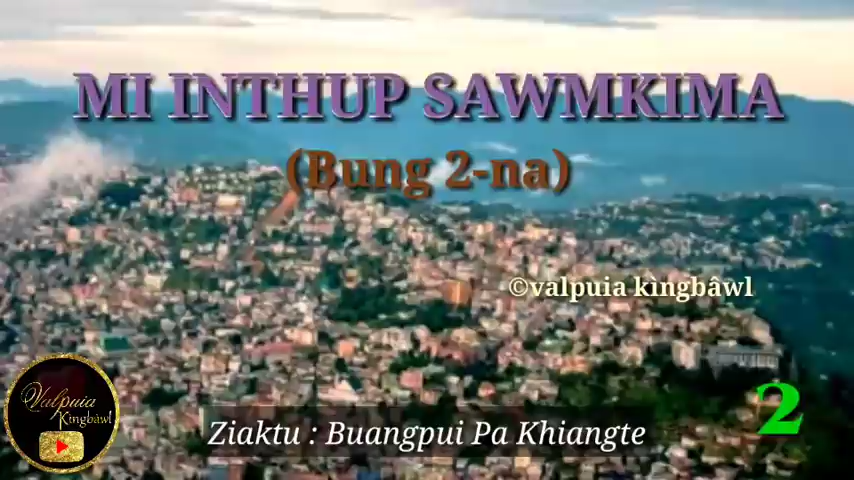 MI INTHUP SAWMKIMA
(Bung 2-na)
©valpuia kìngbâwl
Valpuia
Kingbâwl
2
Ziaktu : Buangpui Pa Khiangte